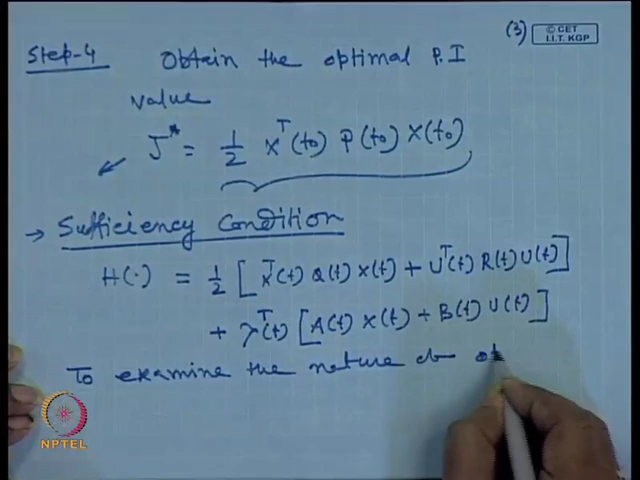 (3) © CET I.I.T. KGP
Step-4 Obtain the optimal P.I
value
J* = 1/2 X^T(t₀) P(t₀) X(t₀)
→ Sufficiency Condition
H(·) = 1/2 [X^T(t) Q(t) X(t) + U^T(t) R(t) U(t)]
+ λ^T(t) [A(t) X(t) + B(t) U(t)]
To examine the nature
NPTEL